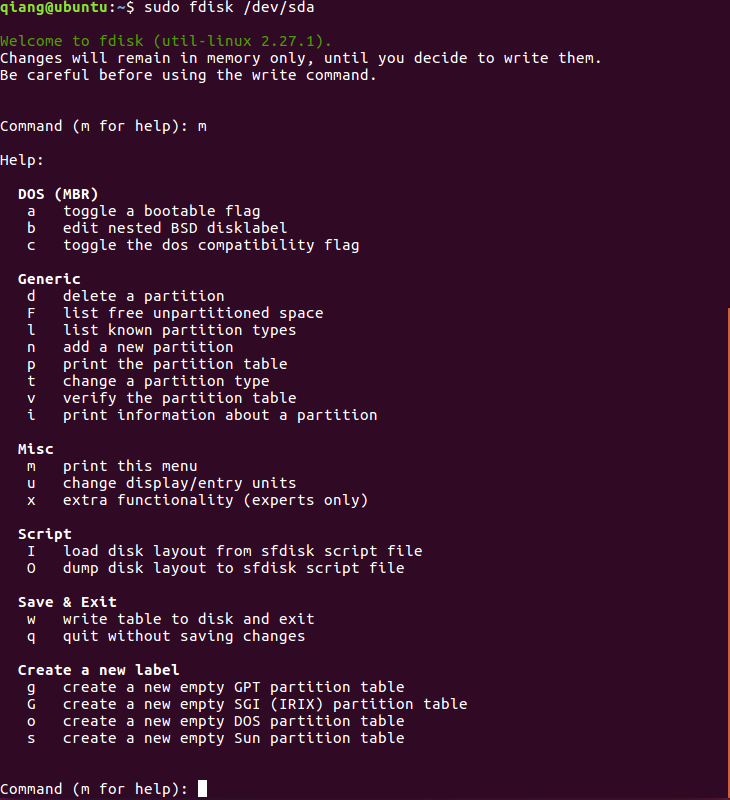 qiang@ubuntu:~$ sudo fdisk /dev/sda
Welcome to fdisk (util-linux 2.27.1).
Changes will remain in memory only, until you decide to write them.
Be careful before using the write command.
Command (m for help): m
Help:
DOS (MBR)
a   toggle a bootable flag
b   edit nested BSD disklabel
c   toggle the dos compatibility flag
Generic
d   delete a partition
F   list free unpartitioned space
l   list known partition types
n   add a new partition
p   print the partition table
t   change a partition type
v   verify the partition table
i   print information about a partition
Misc
m   print this menu
u   change display/entry units
x   extra functionality (experts only)
Script
I   load disk layout from sfdisk script file
O   dump disk layout to sfdisk script file
Save & Exit
w   write table to disk and exit
q   quit without saving changes
Create a new label
g   create a new empty GPT partition table
G   create a new empty SGI (IRIX) partition table
o   create a new empty DOS partition table
s   create a new empty Sun partition table
Command (m for help):